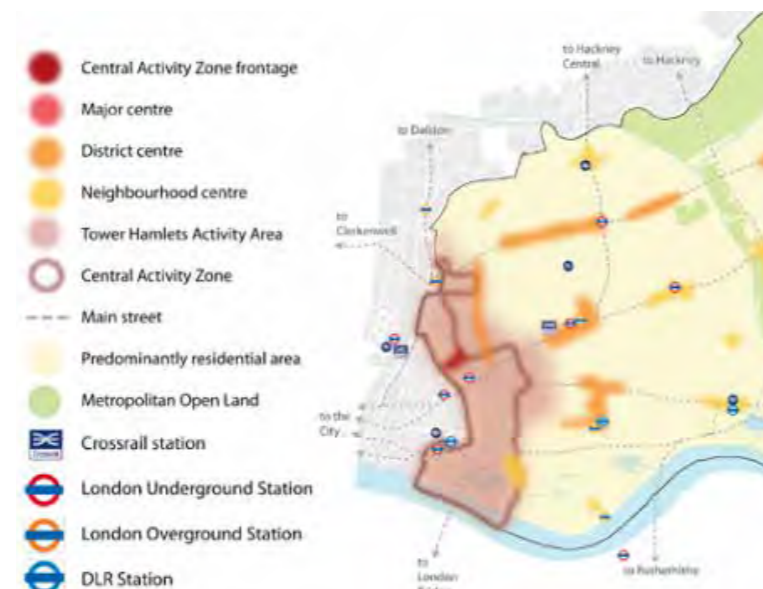 Central Activity Zone frontage
Major centre
District centre
Neighbourhood centre
Tower Hamlets Activity Area
Central Activity Zone
Main street
Predominantly residential area
Metropolitan Open Land
Crossrail station
London Underground Station
London Overground Station
DLR Station
to Hackney
Central
to Hackney
to Dalston
to
Clerkenwell
to the
City
to
London
to Rotherhithe